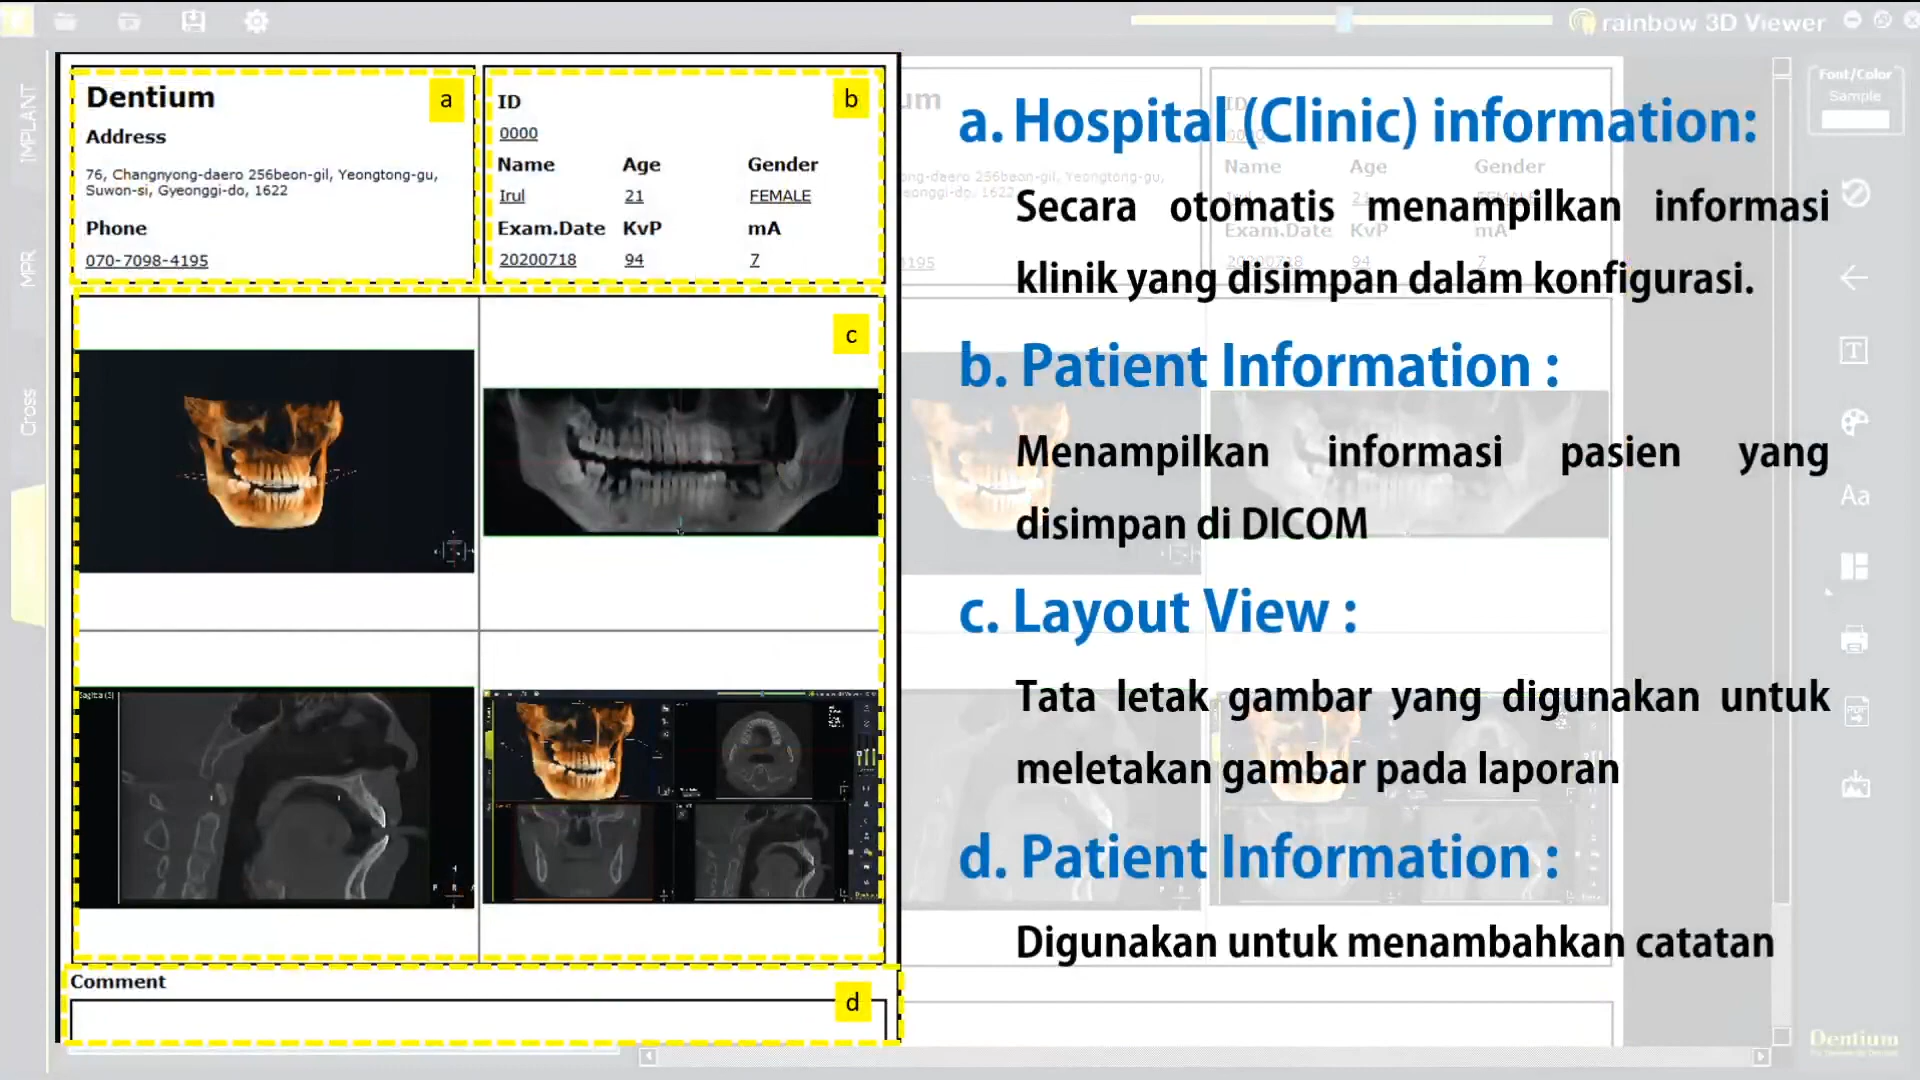 rainbow 3D Viewer
IMPLANT
MPR
Cross
Dentium
a
Address
76, Changnyong-daero 256beon-gil, Yeongtong-gu,
Suwon-si, Gyeonggi-do, 1622
Phone
070-7098-4195
ID
b
0000
Name Age Gender
Irul 21 FEMALE
Exam.Date KvP mA
20200718 94 7
c
Comment
d
a. Hospital (Clinic) information:
Secara otomatis menampilkan informasi
klinik yang disimpan dalam konfigurasi.
b. Patient Information :
Menampilkan informasi pasien yang
disimpan di DICOM
c. Layout View :
Tata letak gambar yang digunakan untuk
meletakan gambar pada laporan
d. Patient Information :
Digunakan untuk menambahkan catatan
Font/Color
Sample
T
Aa
PDF
Dentium